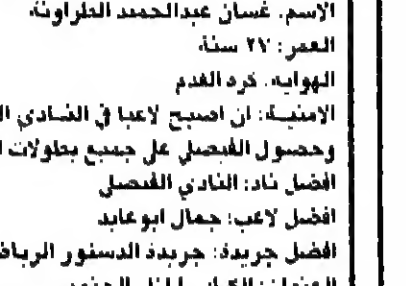 الاسم. غسان عبدالحميد الطراونة
العمر: ٢٧ سنة
الهواية. كرة القدم
الامنية: ان اصبح لاعبا في النادي
وحصول الفيصلي على جميع بطولات
افضل ناد: النادي الفيصلي
افضل لاعب: جمال ابو عابد
افضل جريدة: جريدة الدستور